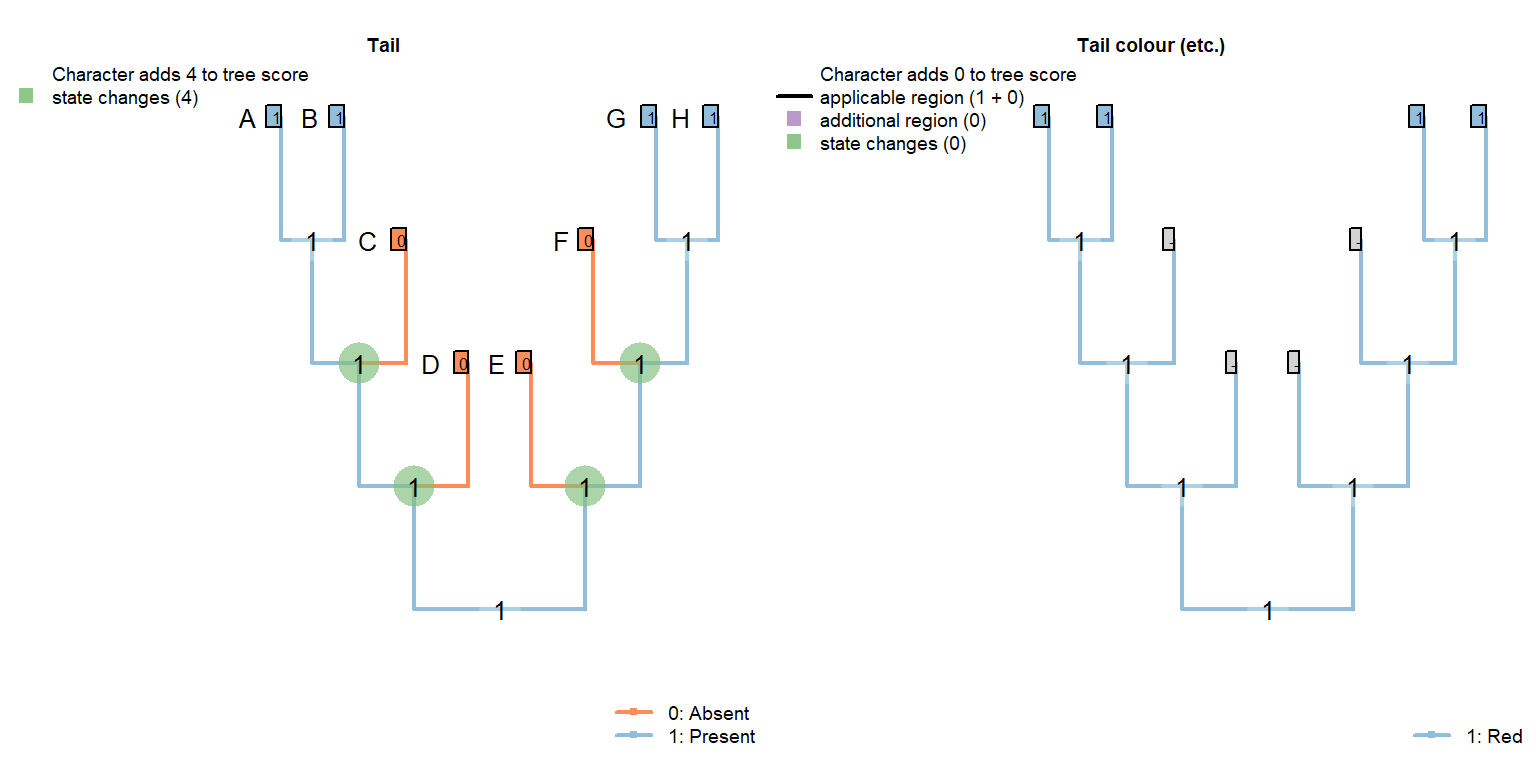 Tail
Character adds 4 to tree score
state changes (4)
A 1 B 1 G 1 H 1
1 C 0 F 0 1
1 D 0 E 0 1
1 1
1
0: Absent
1: Present
Tail colour (etc.)
Character adds 0 to tree score
applicable region (1 + 0)
additional region (0)
state changes (0)
1 1 1 1
1 - - 1
1 - - 1
1 1
1
1: Red